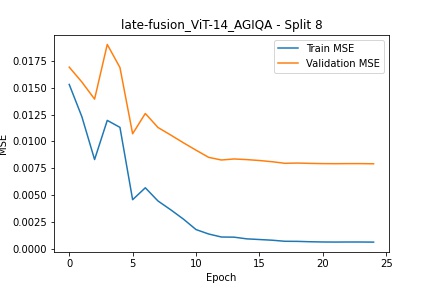 late-fusion_ViT-14_AGIQA - Split 8
Train MSE
Validation MSE
0.0175
0.0150
0.0125
0.0100
0.0075
0.0050
0.0025
0.0000
MSE
0 5 10 15 20 25
Epoch